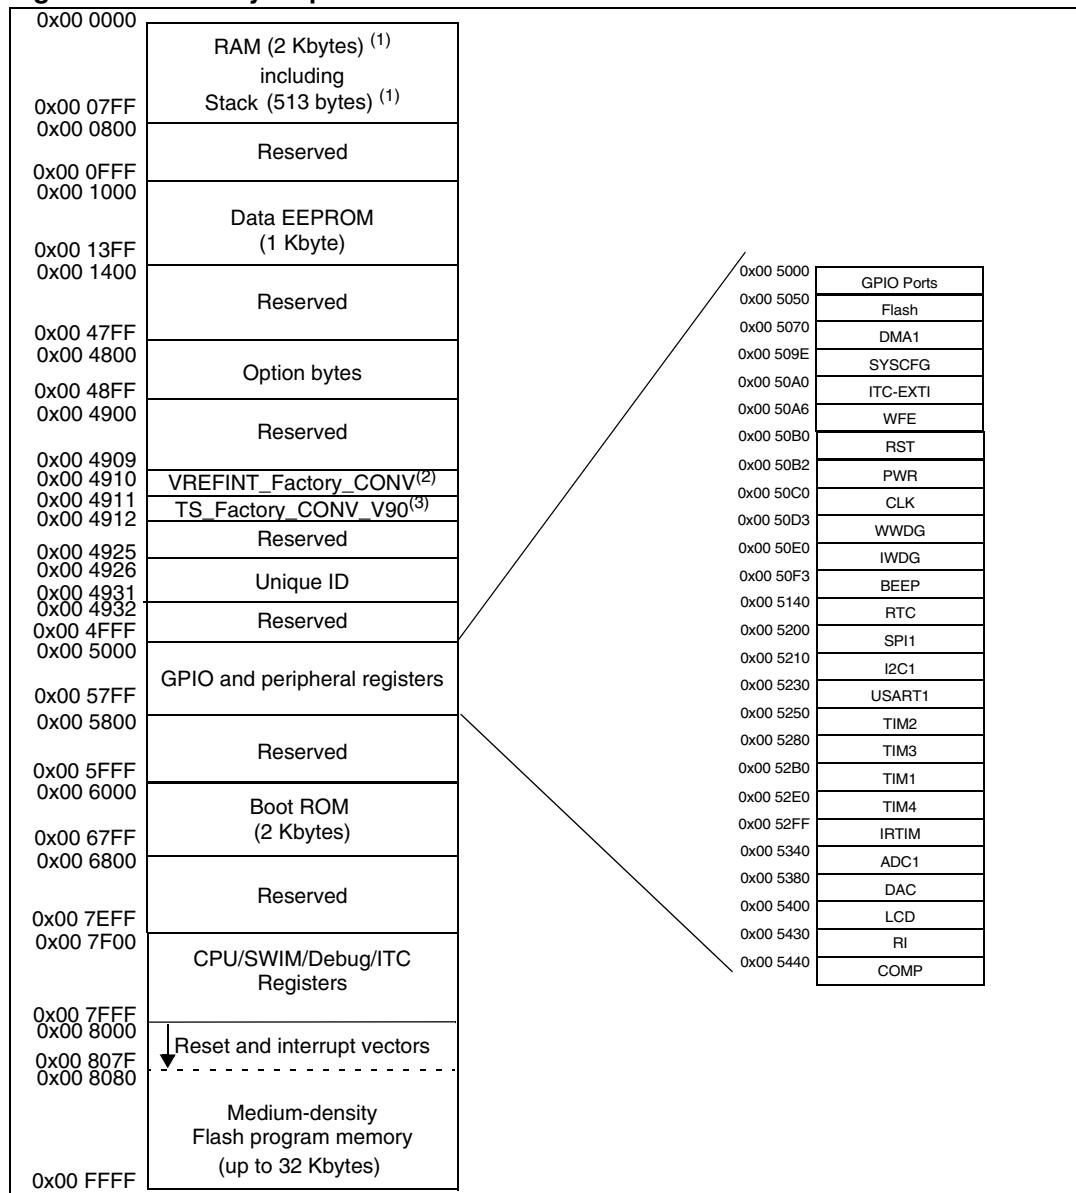 0x00 0000
RAM (2 Kbytes) (1)
including
Stack (513 bytes) (1)
0x00 07FF
0x00 0800
Reserved
0x00 0FFF
0x00 1000
Data EEPROM
(1 Kbyte)
0x00 13FF
0x00 1400
Reserved
0x00 47FF
0x00 4800
Option bytes
0x00 48FF
0x00 4900
Reserved
0x00 4909
0x00 4910
VREFINT_Factory_CONV(2)
0x00 4911
TS_Factory_CONV_V90(3)
0x00 4912
Reserved
0x00 4925
0x00 4926
Unique ID
0x00 4931
0x00 4932
Reserved
0x00 4FFF
0x00 5000
GPIO and peripheral registers
0x00 57FF
0x00 5800
Reserved
0x00 5FFF
0x00 6000
Boot ROM
(2 Kbytes)
0x00 67FF
0x00 6800
Reserved
0x00 7EFF
0x00 7F00
CPU/SWIM/Debug/ITC
Registers
0x00 7FFF
0x00 8000
Reset and interrupt vectors
0x00 807F
0x00 8080
Medium-density
Flash program memory
(up to 32 Kbytes)
0x00 FFFF
0x00 5000
GPIO Ports
0x00 5050
Flash
0x00 5070
DMA1
0x00 509E
SYSCFG
0x00 50A0
ITC-EXTI
0x00 50A6
WFE
0x00 50B0
RST
0x00 50B2
PWR
0x00 50C0
CLK
0x00 50D3
WWDG
0x00 50E0
IWDG
0x00 50F3
BEEP
0x00 5140
RTC
0x00 5200
SPI1
0x00 5210
I2C1
0x00 5230
USART1
0x00 5250
TIM2
0x00 5280
TIM3
0x00 52B0
TIM1
0x00 52E0
TIM4
0x00 52FF
IRTIM
0x00 5340
ADC1
0x00 5380
DAC
0x00 5400
LCD
0x00 5430
RI
0x00 5440
COMP